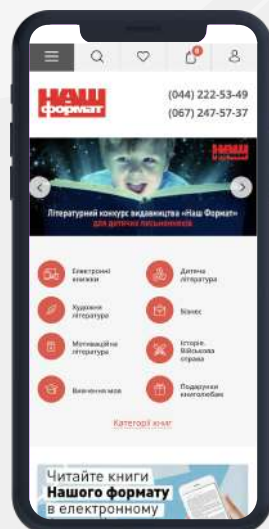 0
НАШ
формат
(044) 222-53-49
(067) 247-57-37
Літературний конкурс видавництва «Наш Формат»
для дитячих письменників
Електронні
книжки
Дитяча
література
Художня
література
Бізнес
Мотиваційна
література
Історія.
Військова
справа
Вивчення мов
Подарунки
книголюбам
Категорії книг
Читайте книги
Нашого формату
в електронному